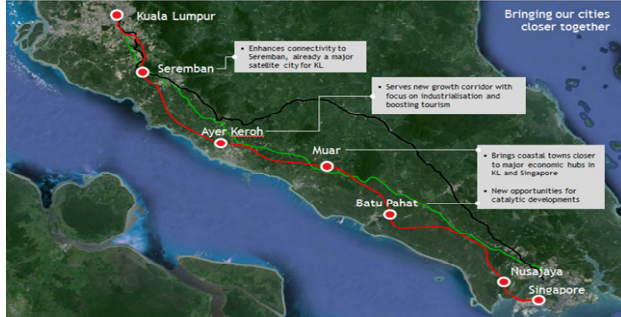 Bringing our cities
closer together
Kuala Lumpur
Seremban
▪ Enhances connectivity to
Seremban, already a major
satellite city for KL
▪ Serves new growth corridor with
focus on industrialisation and
boosting tourism
Ayer Keroh
Muar
▪ Brings coastal towns closer
to major economic hubs in
KL and Singapore
▪ New opportunities for
catalytic developments
Batu Pahat
Nusajaya
Singapore